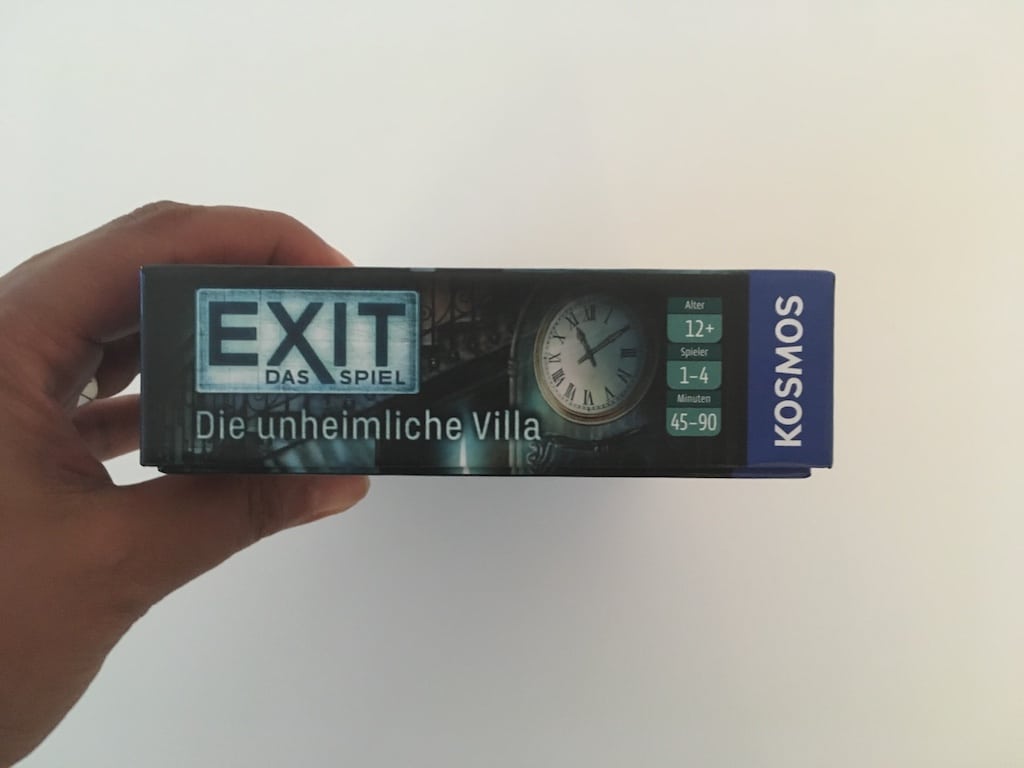 EXIT
DAS SPIEL
Die unheimliche Villa
Alter
12+
Spieler
1-4
Minuten
45-90
KOSMOS